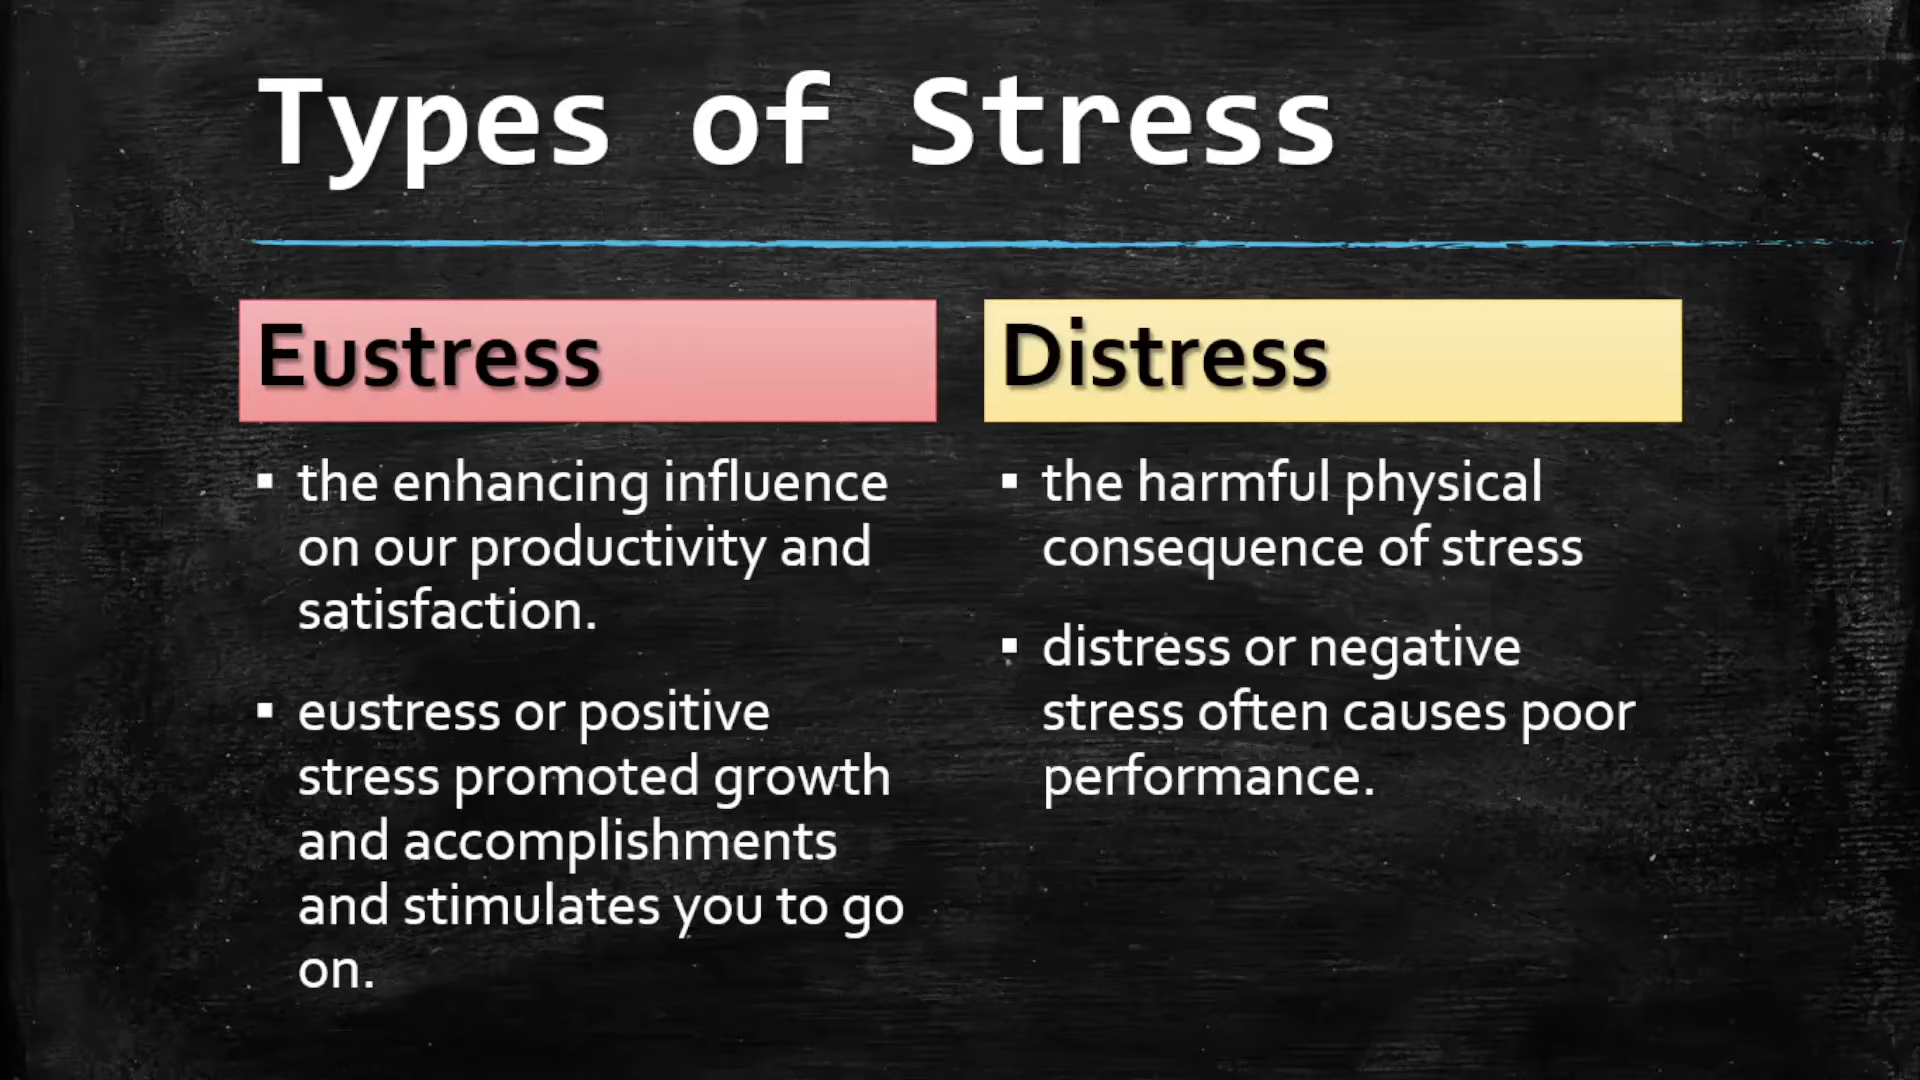 Types of Stress
Eustress
▪ the enhancing influence
on our productivity and
satisfaction.
▪ eustress or positive
stress promoted growth
and accomplishments
and stimulates you to go
on.
Distress
▪ the harmful physical
consequence of stress
▪ distress or negative
stress often causes poor
performance.